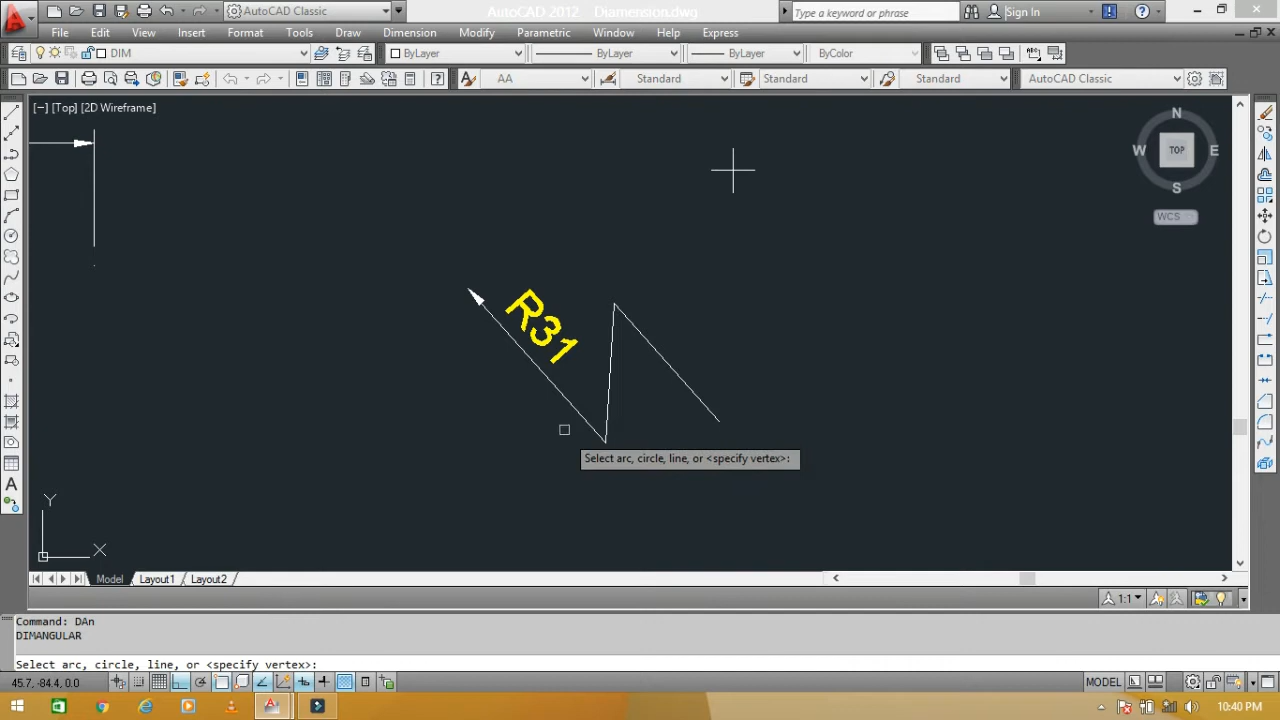 AutoCAD Classic
AutoCAD 2012 Diamension.dwg
Type a keyword or phrase
Sign In
File Edit View Insert Format Tools Draw Dimension Modify Parametric Window Help Express
DIM ByLayer ByLayer ByLayer ByColor
AA Standard Standard Standard AutoCAD Classic
[−] [Top] [2D Wireframe]
N
W TOP E
S
WCS
R31
Select arc, circle, line, or <specify vertex>:
Y
X
Model Layout1 Layout2
1:1
Command: DAn
DIMANGULAR
Select arc, circle, line, or <specify vertex>:
45.7, -84.4, 0.0 MODEL
10:40 PM